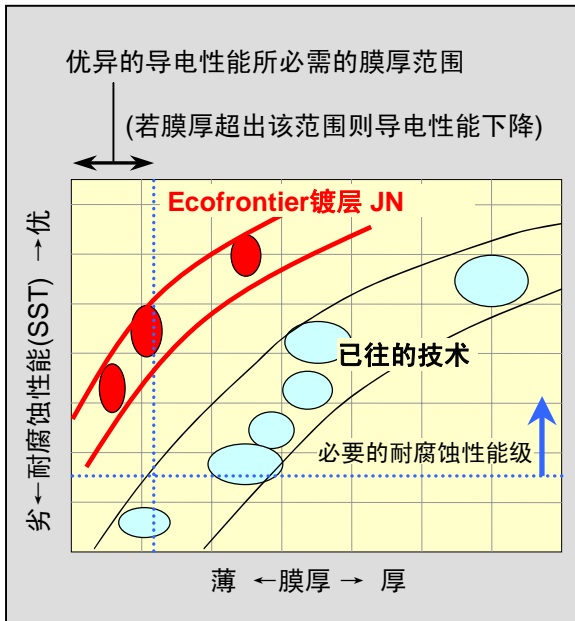 优异的导电性能所必需的膜厚范围
(若膜厚超出该范围则导电性能下降)
Ecofrontier镀层 JN
已往的技术
必要的耐腐蚀性能级
劣 ←耐腐蚀性能(SST) →优
薄 ←膜厚→ 厚